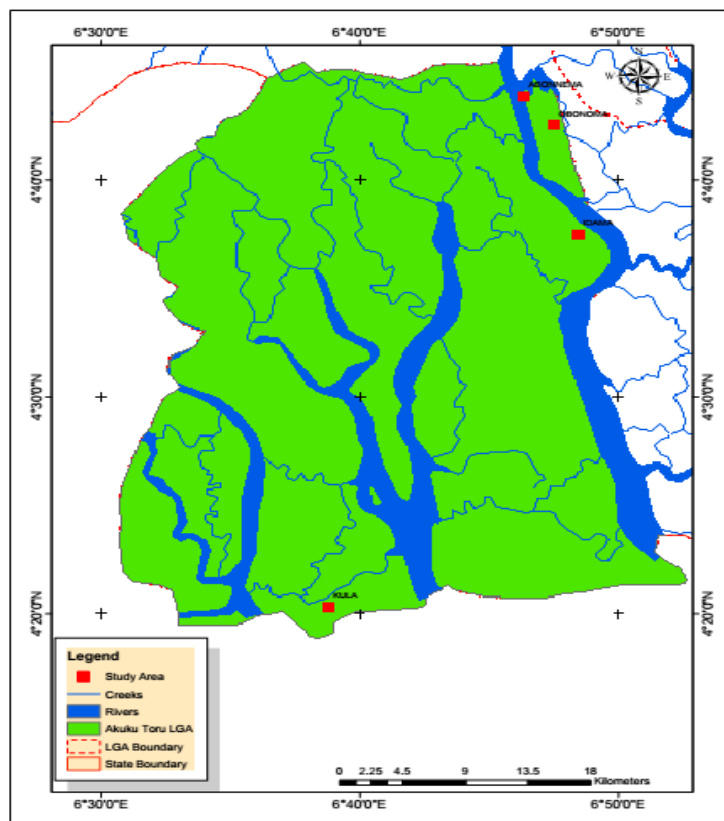 6°30'0"E 6°40'0"E 6°50'0"E
N
W E
S
ABONNEMA
OBONOMA
4°40'0"N 4°40'0"N
IDAMA
4°30'0"N 4°30'0"N
KULA
4°20'0"N 4°20'0"N
Legend
Study Area
Creeks
Rivers
Akuku Toru LGA
LGA Boundary
State Boundary
0 2.25 4.5 9 13.5 18
Kilometers
6°30'0"E 6°40'0"E 6°50'0"E